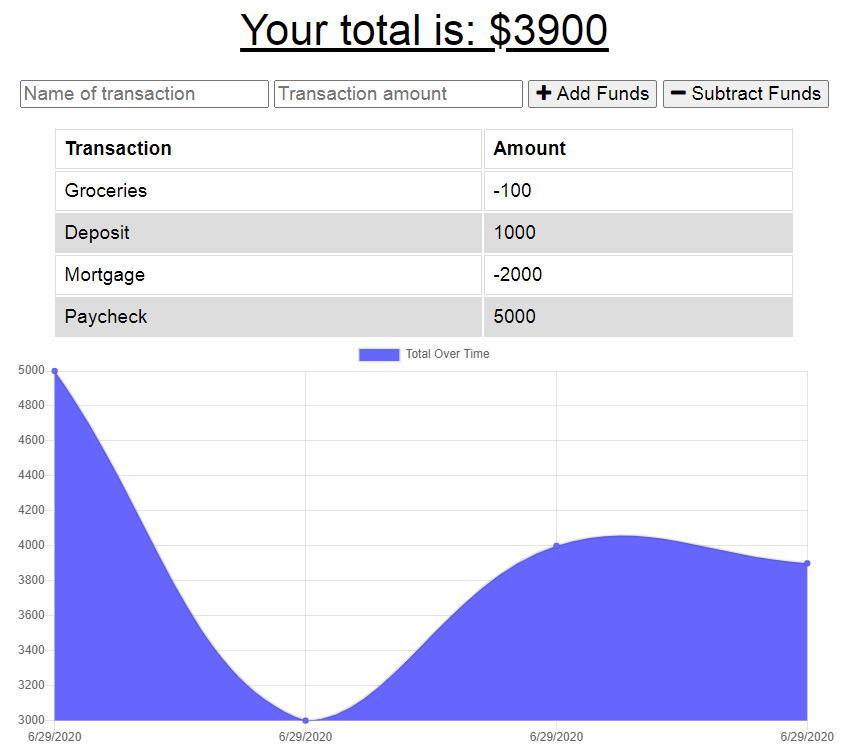 Your total is: $3900
Name of transaction Transaction amount + Add Funds − Subtract Funds
Transaction Amount
Groceries -100
Deposit 1000
Mortgage -2000
Paycheck 5000
Total Over Time
5000
4800
4600
4400
4200
4000
3800
3600
3400
3200
3000
6/29/2020 6/29/2020 6/29/2020 6/29/2020